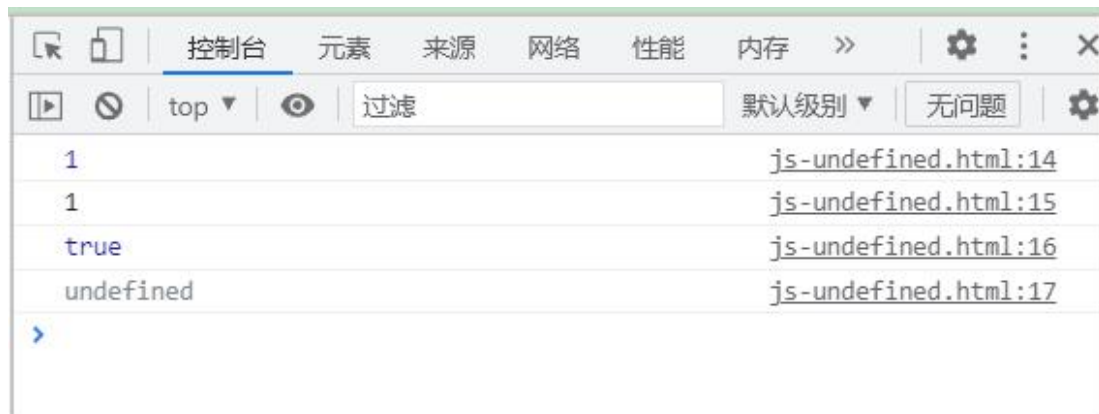 控制台 元素 来源 网络 性能 内存 »
top ▼ 过滤 默认级别 ▼ 无问题
1 js-undefined.html:14
1 js-undefined.html:15
true js-undefined.html:16
undefined js-undefined.html:17
>